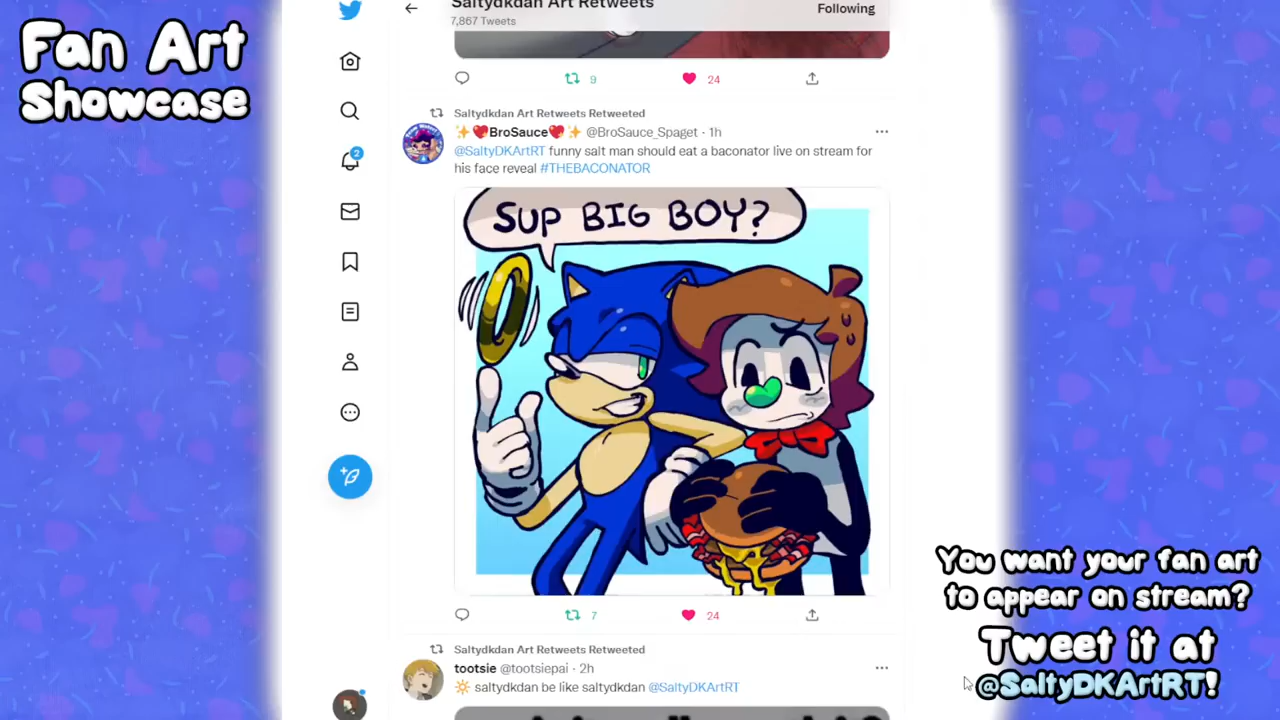 Fan Art
Showcase
Saltydkdan Art Retweets
7,867 Tweets
Following
9
24
Saltydkdan Art Retweets Retweeted
✨❤️BroSauce❤️✨ @BroSauce_Spaget · 1h
@SaltyDKArtRT funny salt man should eat a baconator live on stream for
his face reveal #THEBACONATOR
SUP BIG BOY?
2
7
24
Saltydkdan Art Retweets Retweeted
tootsie @tootsiepai · 2h
🔆 saltydkdan be like saltydkdan @SaltyDKArtRT
You want your fan art
to appear on stream?
Tweet it at
@SaltyDKArtRT!